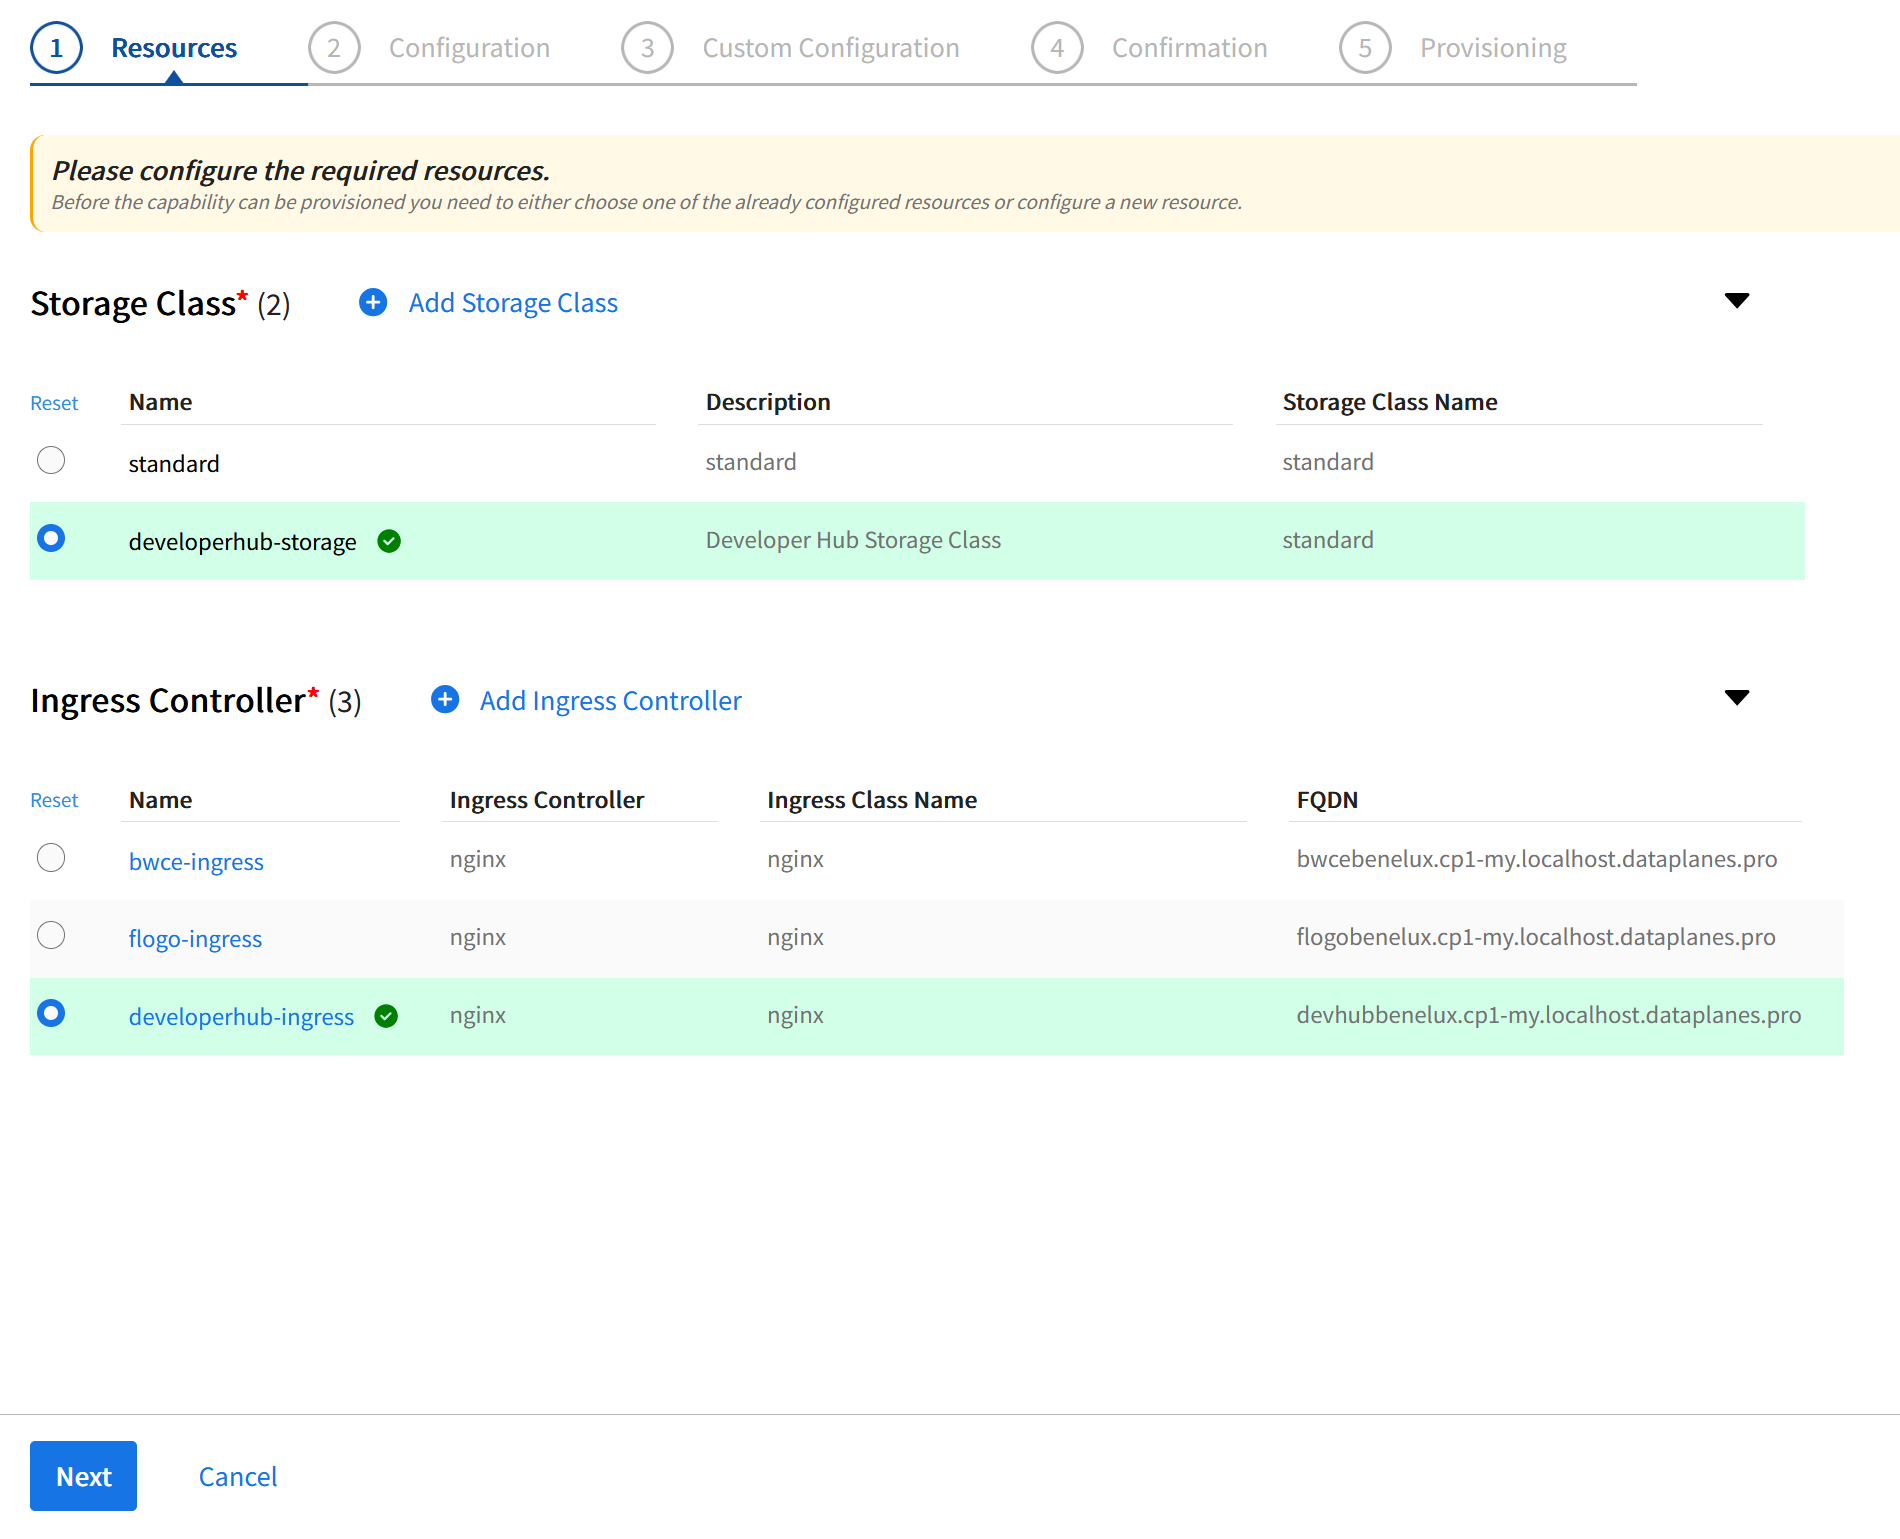 1 Resources 2 Configuration 3 Custom Configuration 4 Confirmation 5 Provisioning
Please configure the required resources.
Before the capability can be provisioned you need to either choose one of the already configured resources or configure a new resource.
Storage Class* (2) Add Storage Class
Reset Name Description Storage Class Name
standard standard standard
developerhub-storage Developer Hub Storage Class standard
Ingress Controller* (3) Add Ingress Controller
Reset Name Ingress Controller Ingress Class Name FQDN
bwce-ingress nginx nginx bwcebenelux.cp1-my.localhost.dataplanes.pro
flogo-ingress nginx nginx flogobenelux.cp1-my.localhost.dataplanes.pro
developerhub-ingress nginx nginx devhubbenelux.cp1-my.localhost.dataplanes.pro
Next Cancel